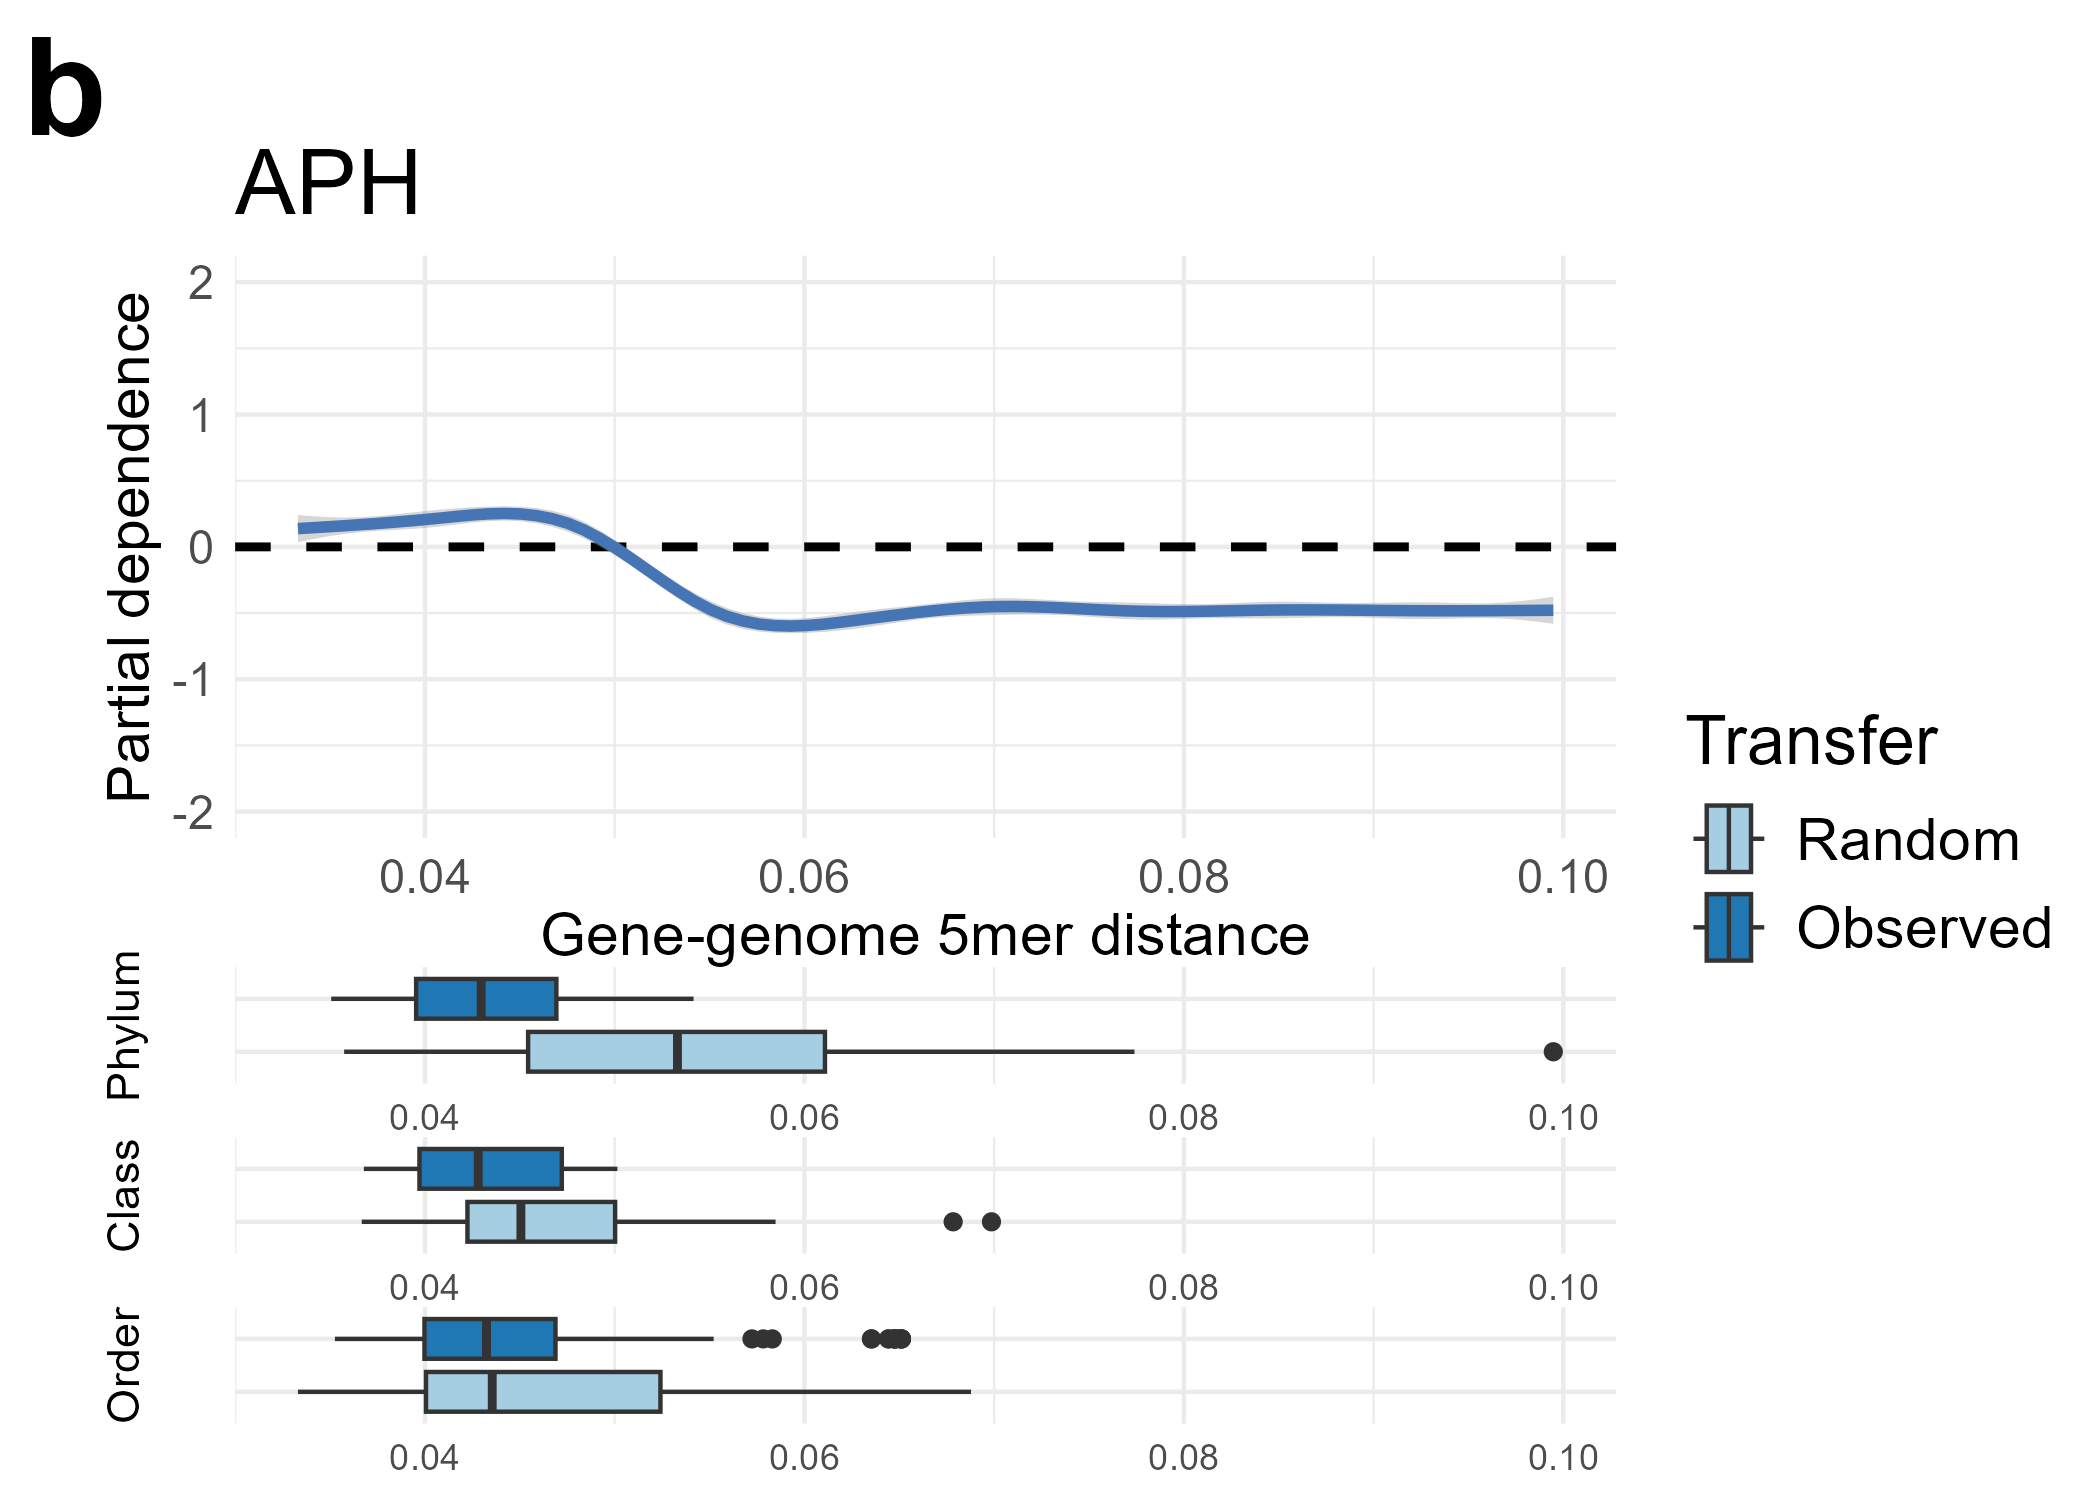 b
APH
Partial dependence
2
1
0
-1
-2
0.04 0.06 0.08 0.10
Gene-genome 5mer distance
Transfer
Random
Observed
Phylum
0.04 0.06 0.08 0.10
Class
0.04 0.06 0.08 0.10
Order
0.04 0.06 0.08 0.10